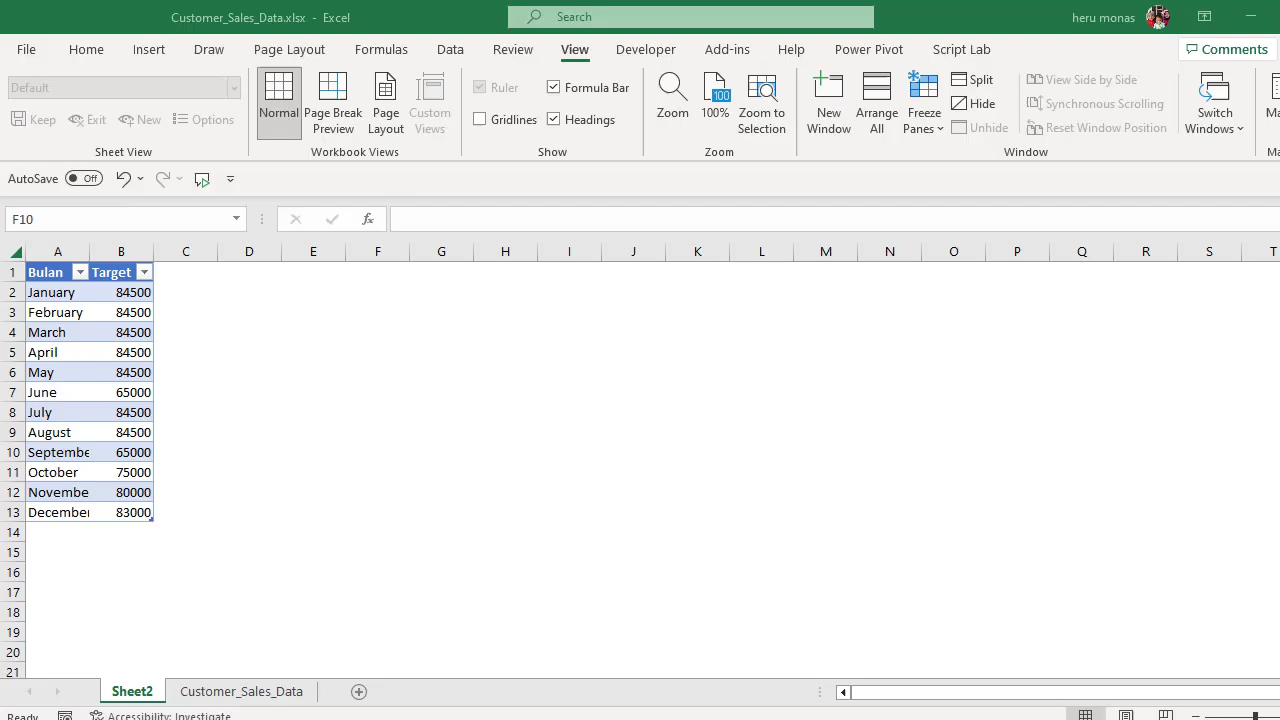 Customer_Sales_Data.xlsx - Excel
Search
heru monas
File Home Insert Draw Page Layout Formulas Data Review View Developer Add-ins Help Power Pivot Script Lab Comments
Default
Keep Exit New Options
Sheet View
Normal
Page Break Preview
Page Layout
Custom Views
Workbook Views
Ruler Formula Bar
Gridlines Headings
Show
Zoom
100
100%
Zoom to Selection
Zoom
New Window
Arrange All
Freeze Panes
Split
Hide
Unhide
View Side by Side
Synchronous Scrolling
Reset Window Position
Window
Switch Windows
Ma
Ma
AutoSave Off
F10
fx
A B C D E F G H I J K L M N O P Q R S T
1 Bulan Target
2 January 84500
3 February 84500
4 March 84500
5 April 84500
6 May 84500
7 June 65000
8 July 84500
9 August 84500
10 Septembe 65000
11 October 75000
12 Novembe 80000
13 December 83000
14
15
16
17
18
19
20
21
Sheet2 Customer_Sales_Data
Ready Accessibility: Investigate